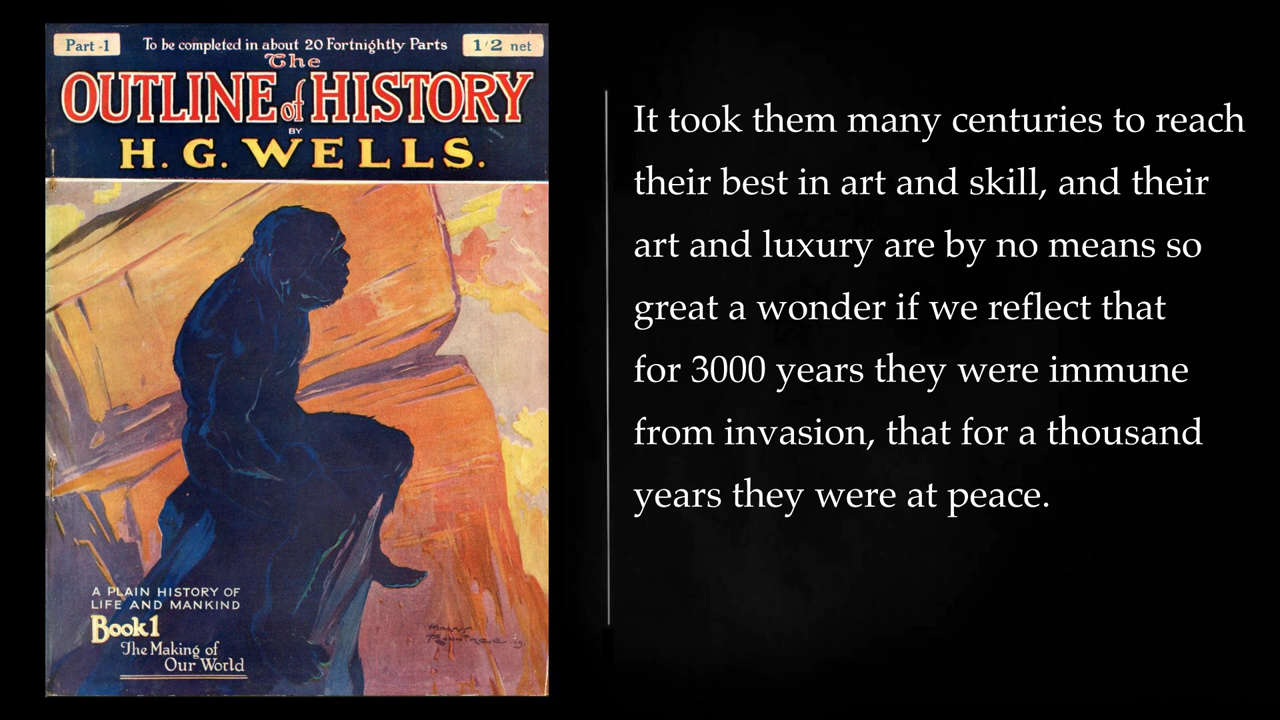 Part -1
To be completed in about 20 Fortnightly Parts
1/2 net
The
OUTLINE of HISTORY
BY
H. G. WELLS.
A PLAIN HISTORY OF
LIFE AND MANKIND
Book 1
The Making of
Our World
It took them many centuries to reach
their best in art and skill, and their
art and luxury are by no means so
great a wonder if we reflect that
for 3000 years they were immune
from invasion, that for a thousand
years they were at peace.